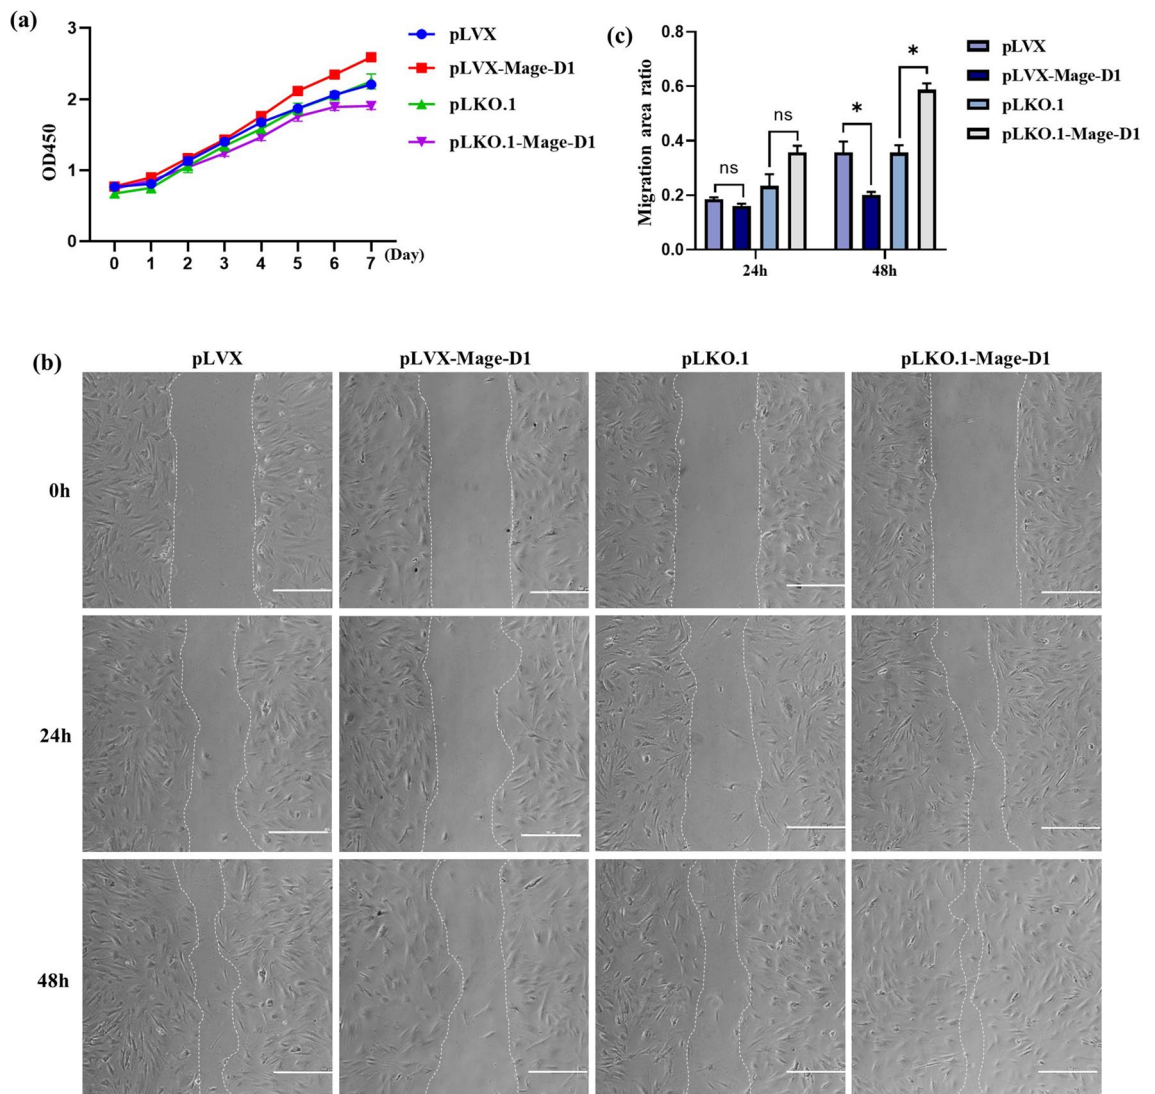 (a)
3
2
1
0
OD450
0 1 2 3 4 5 6 7 (Day)
pLVX
pLVX-Mage-D1
pLKO.1
pLKO.1-Mage-D1
(c)
0.8
0.6
0.4
0.2
0.0
Migration area ratio
ns
ns
*
*
24h 48h
pLVX
pLVX-Mage-D1
pLKO.1
pLKO.1-Mage-D1
(b)
pLVX pLVX-Mage-D1 pLKO.1 pLKO.1-Mage-D1
0h
24h
48h